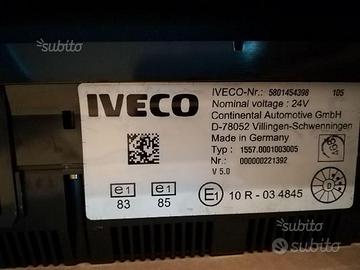 subito
subito
IVECO
IVECO-Nr.: 5801454398 105
Nominal voltage : 24V
Continental Automotive GmbH
D-78052 Villingen-Schwenningen
Made in Germany
Typ : 1557.0001003005
Nr: 000000221392
V 5.0
e1
83
e1
85
E1 10 R - 03 4845
D
subito
subito